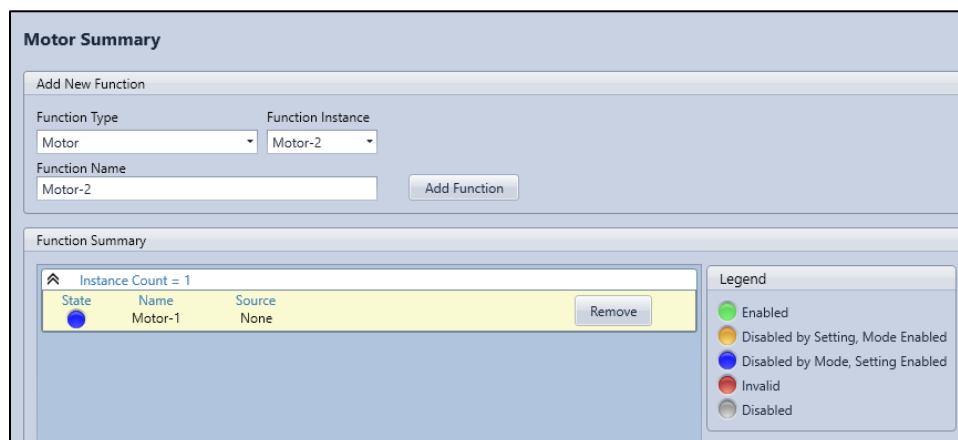 Motor Summary
Add New Function
Function Type Function Instance
Motor Motor-2
Function Name
Motor-2 Add Function
Function Summary
Instance Count = 1
State Name Source
Motor-1 None Remove
Legend
Enabled
Disabled by Setting, Mode Enabled
Disabled by Mode, Setting Enabled
Invalid
Disabled